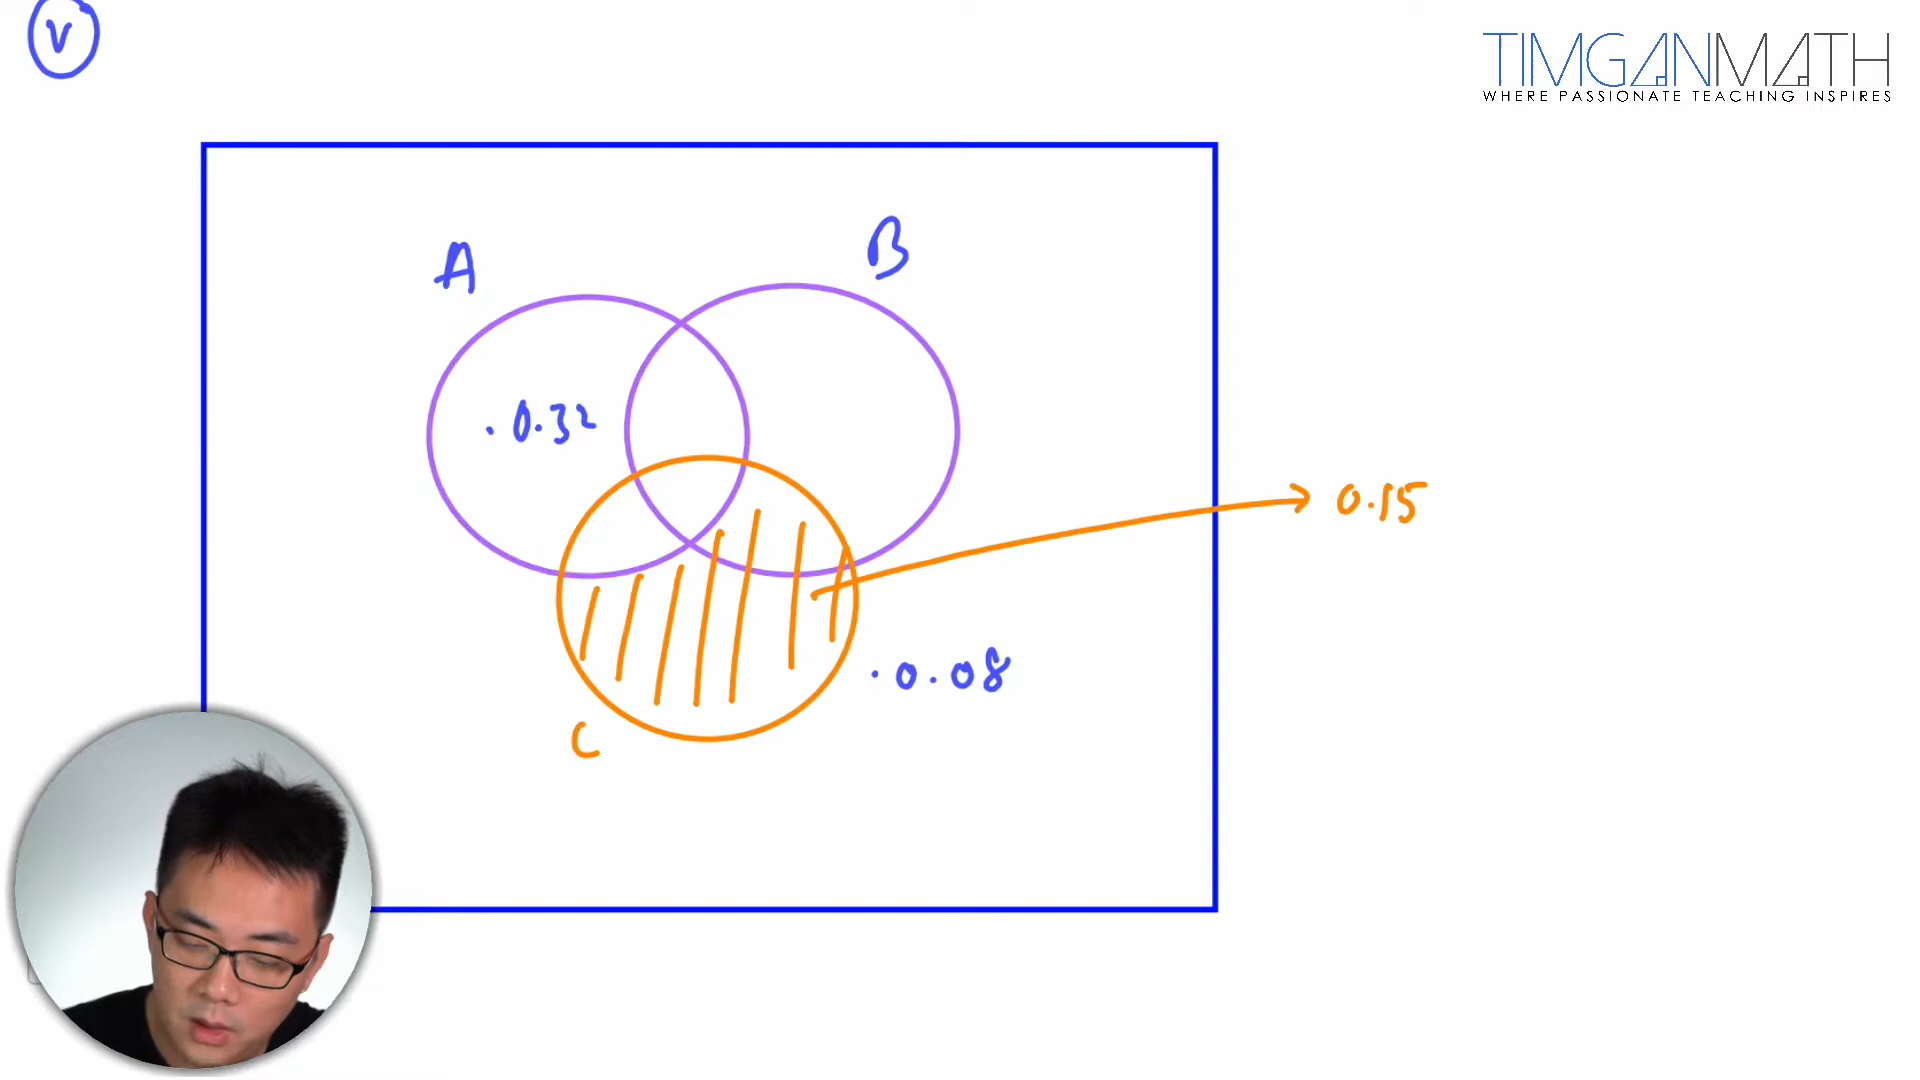 V
TIMGANMATH
WHERE PASSIONATE TEACHING INSPIRES
A
B
. 0.32
0.15
. 0.08
C